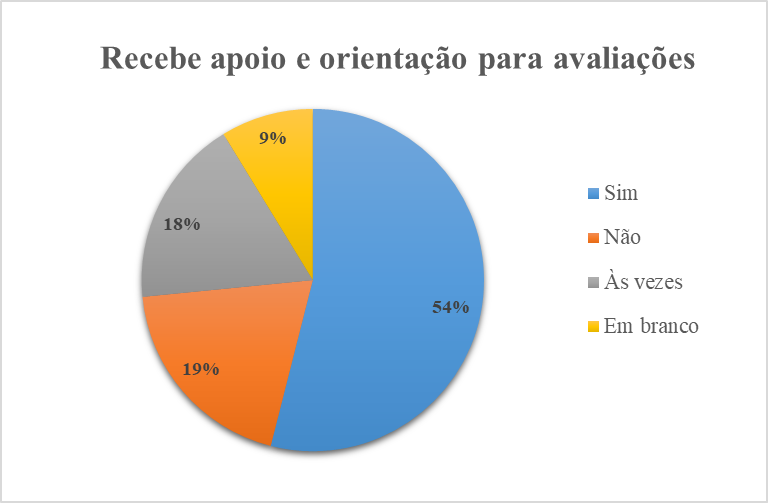 Recebe apoio e orientação para avaliações
9%
18%
54%
19%
Sim
Não
Às vezes
Em branco